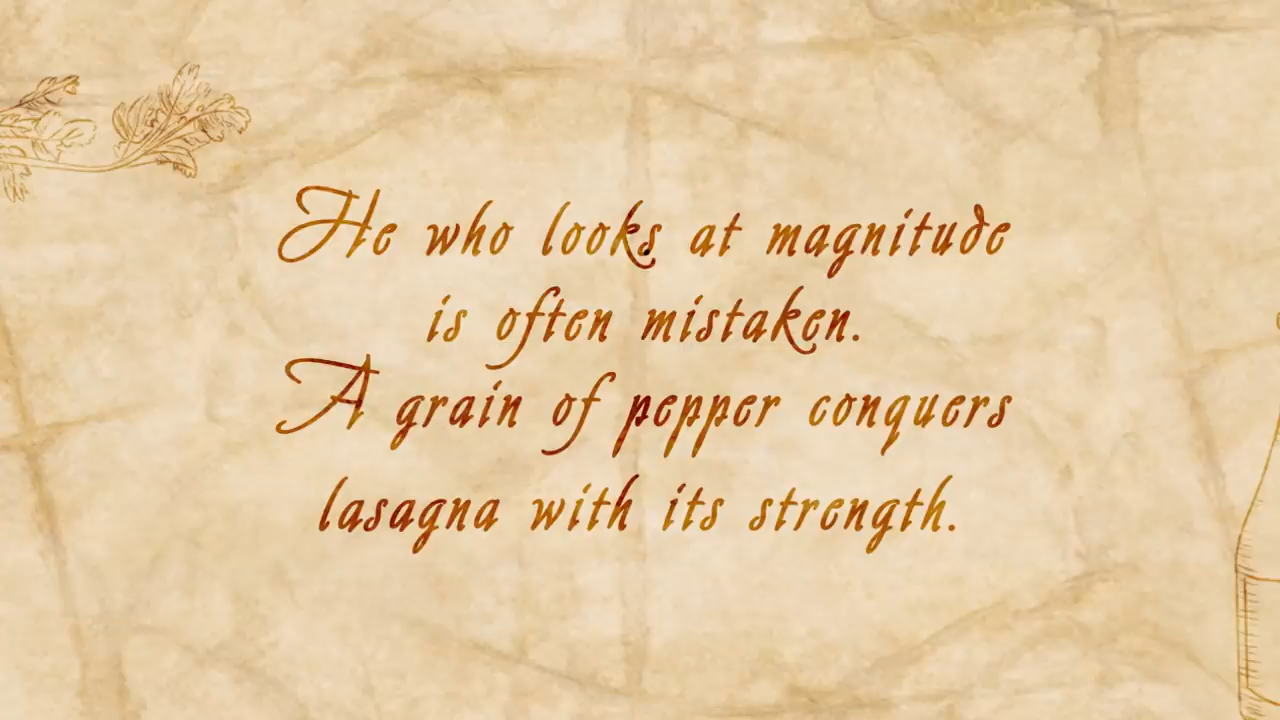 He who looks at magnitude
is often mistaken.
A grain of pepper conquers
lasagna with its strength.